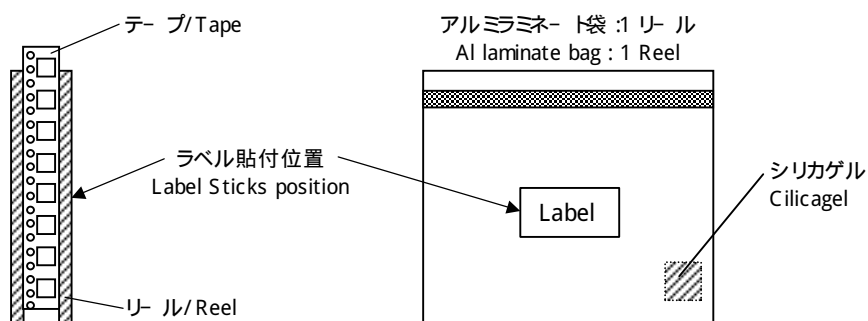 テープ/Tape
アルミラミネート袋:1 リール
Al laminate bag : 1 Reel
ラベル貼付位置
Label Sticks position
シリカゲル
Cilicagel
Label
リール/Reel